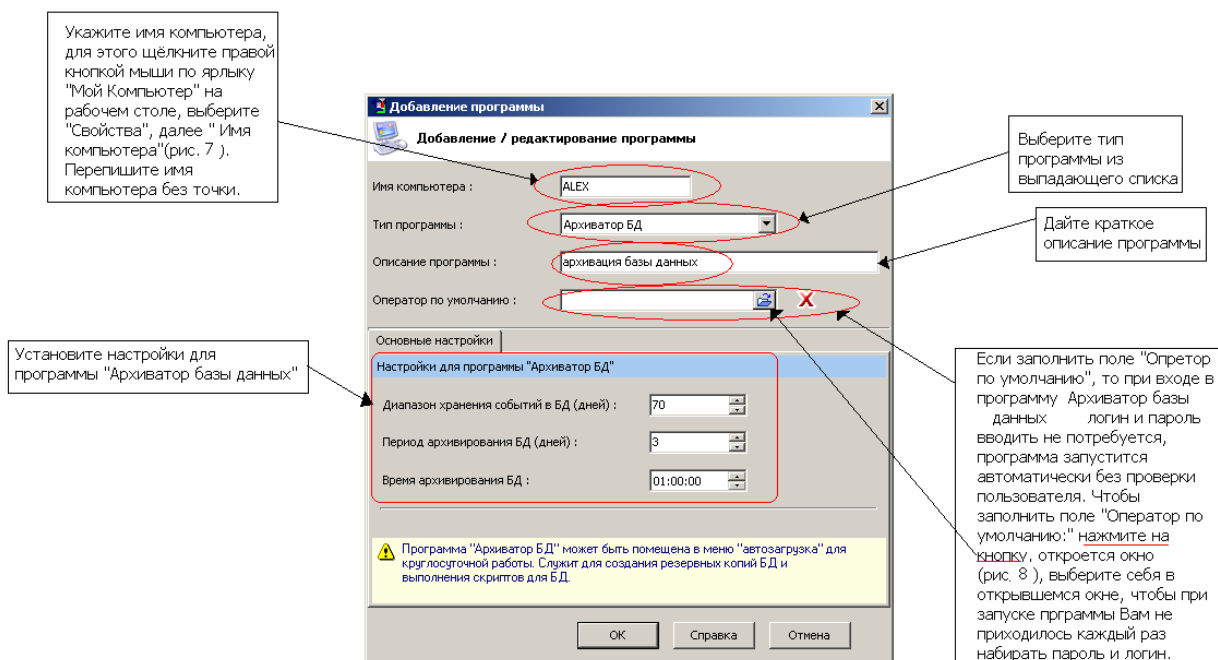 Укажите имя компьютера,
для этого щёлкните правой
кнопкой мыши по ярлыку
"Мой Компьютер" на
рабочем столе, выберите
"Свойства", далее " Имя
компьютера"(рис. 7 ).
Перепишите имя
компьютера без точки.
Добавление программы
Добавление / редактирование программы
Имя компьютера :
ALEX
Тип программы :
Архиватор БД
Описание программы :
архивация базы данных
Оператор по умолчанию :
Выберите тип
программы из
выпадающего списка
Дайте краткое
описание программы
Установите настройки для
программы "Архиватор базы данных"
Основные настройки
Настройки для программы "Архиватор БД"
Диапазон хранения событий в БД (дней) :
70
Период архивирования БД (дней) :
3
Время архивирования БД :
01:00:00
Программа "Архиватор БД" может быть помещена в меню "автозагрузка" для
круглосуточной работы. Служит для создания резервных копий БД и
выполнения скриптов для БД.
OK
Справка
Отмена
Если заполнить поле "Опретор
по умолчанию", то при входе в
программу Архиватор базы
данных логин и пароль
вводить не потребуется,
программа запустится
автоматически без проверки
пользователя. Чтобы
заполнить поле "Оператор по
умолчанию:" нажмите на
кнопку, откроется окно
(рис. 8 ), выберите себя в
открывшемся окне, чтобы при
запуске прграммы Вам не
приходилось каждый раз
набирать пароль и логин.